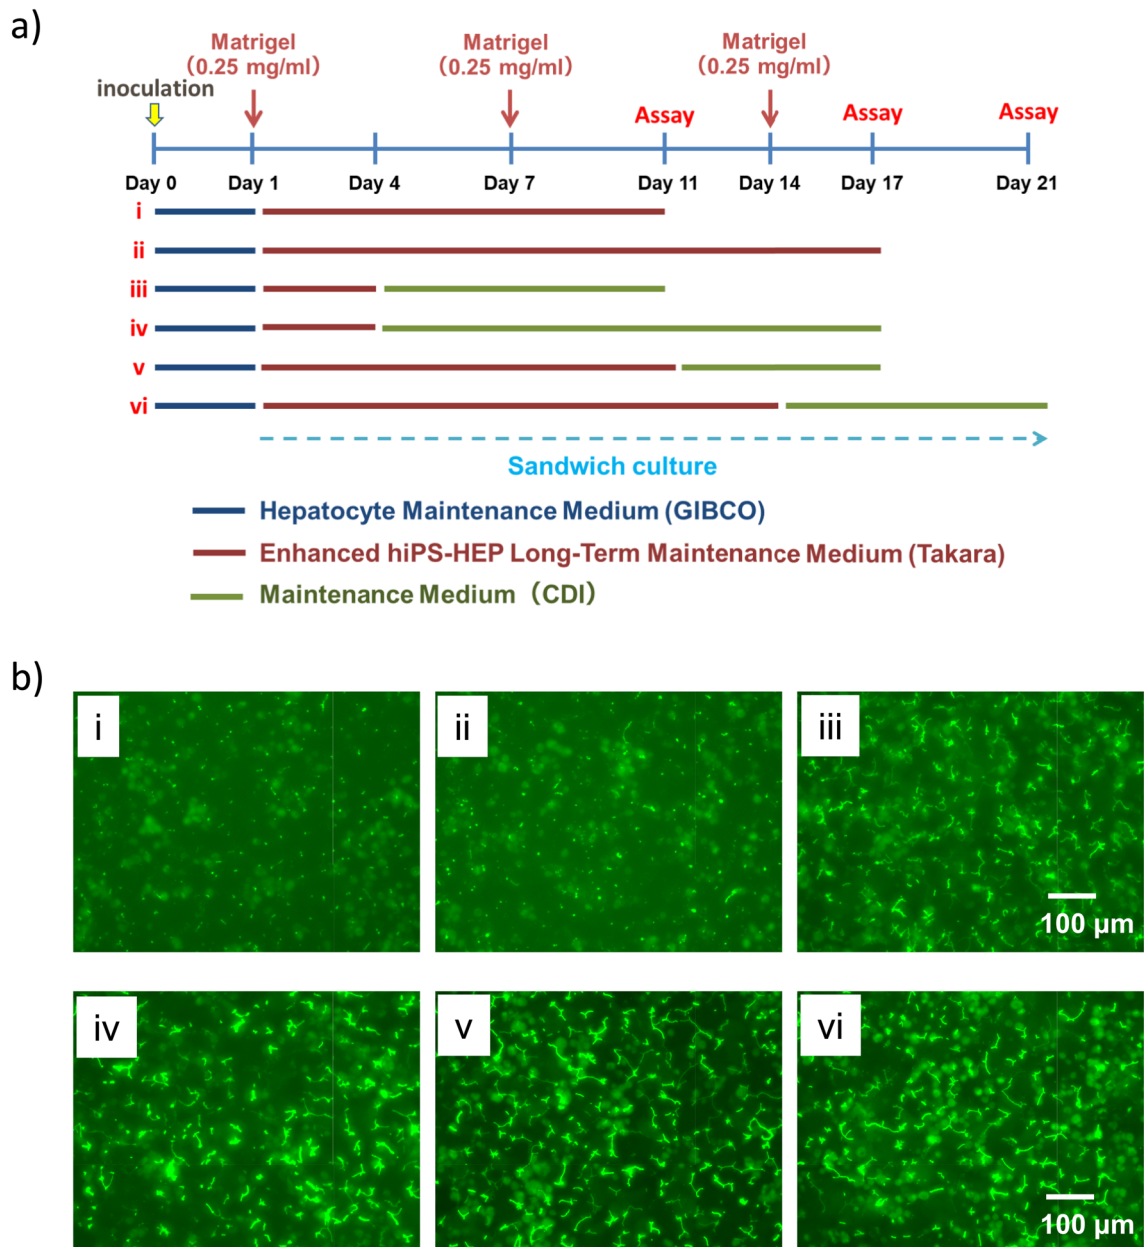 a)
Matrigel
(0.25 mg/ml)
Matrigel
(0.25 mg/ml)
Matrigel
(0.25 mg/ml)
inoculation
Assay
Assay
Assay
Day 0
Day 1
Day 4
Day 7
Day 11
Day 14
Day 17
Day 21
i
ii
iii
iv
v
vi
Sandwich culture
Hepatocyte Maintenance Medium (GIBCO)
Enhanced hiPS-HEP Long-Term Maintenance Medium (Takara)
Maintenance Medium（CDI）
b)
i
ii
iii
100 µm
iv
v
vi
100 µm